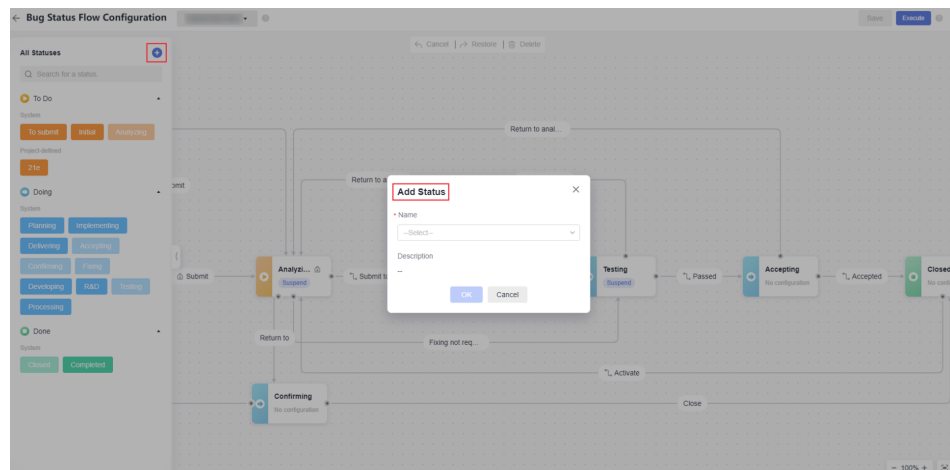 Bug Status Flow Configuration
Save
Execute
All Statuses
Cancel
Restore
Delete
Search for a status.
To Do
System
To submit
Initial
Analyzing
Project-defined
21e
Doing
System
Planning
Implementing
Delivering
Accepting
Confirming
Fixing
Developing
R&D
Testing
Processing
Done
System
Closed
Completed
Return to anal...
Return to a
Add Status
* Name
--Select--
Description
--
OK
Cancel
Submit
Analyzi...
Suspend
Submit to
Testing
Suspend
Passed
Accepting
No configuration
Accepted
Closed
Return to
Fixing not req...
Activate
Confirming
No configuration
Close
100%